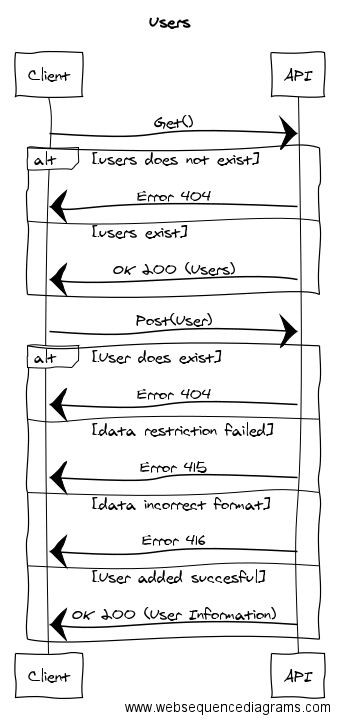 Users
Client API
Get()
alt [users does not exist]
Error 404
[users exist]
OK 200 (Users)
Post(User)
alt [User does exist]
Error 404
[data restriction failed]
Error 415
[data incorrect format]
Error 416
[User added succesful]
OK 200 (User Information)
Client API
www.websequencediagrams.com